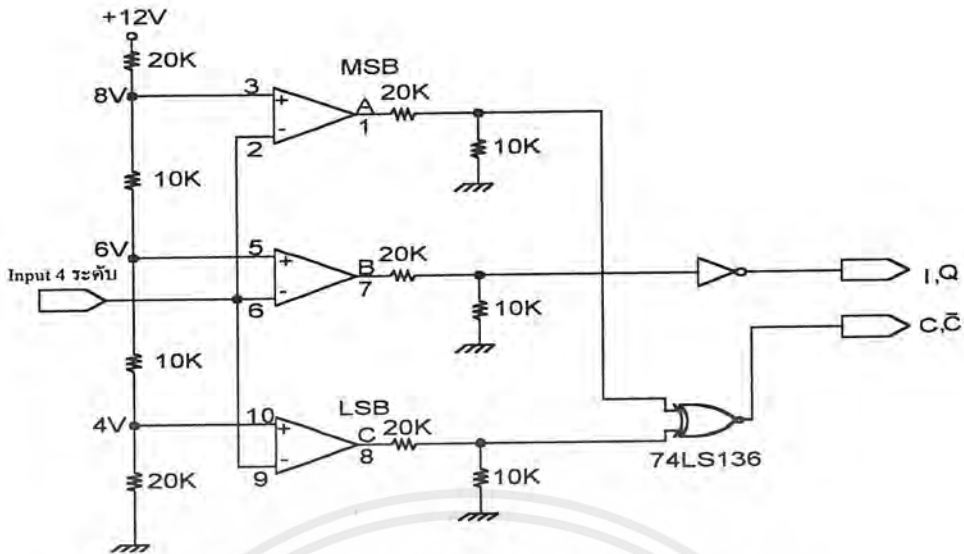 +12V
20K
8V
3
+
-
2
MSB
A
1
20K
10K
10K
6V
Input 4 ระดับ
5
+
-
6
B
7
20K
10K
I,Q
C,C̄
10K
4V
10
+
-
9
LSB
C
8
20K
10K
74LS136
20K